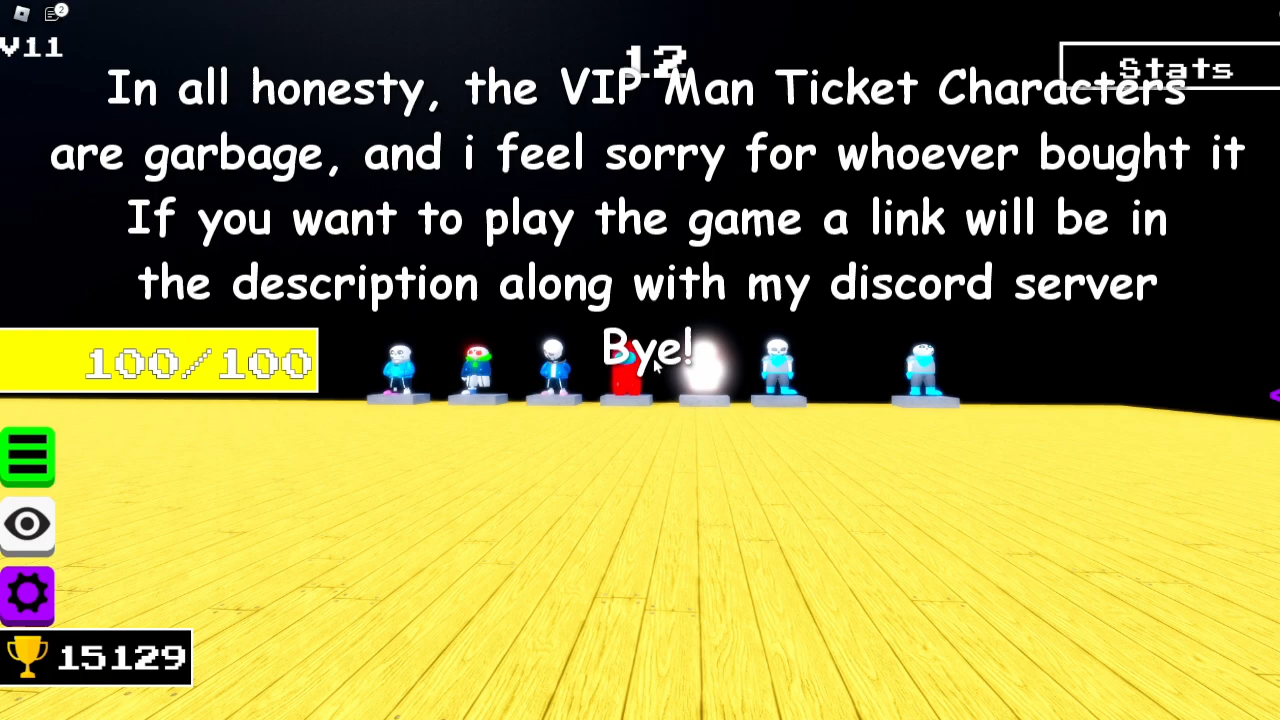 2
V11
12
Stats
In all honesty, the VIP Man Ticket Characters
are garbage, and i feel sorry for whoever bought it
If you want to play the game a link will be in
the description along with my discord server
Bye!
100/100
15129